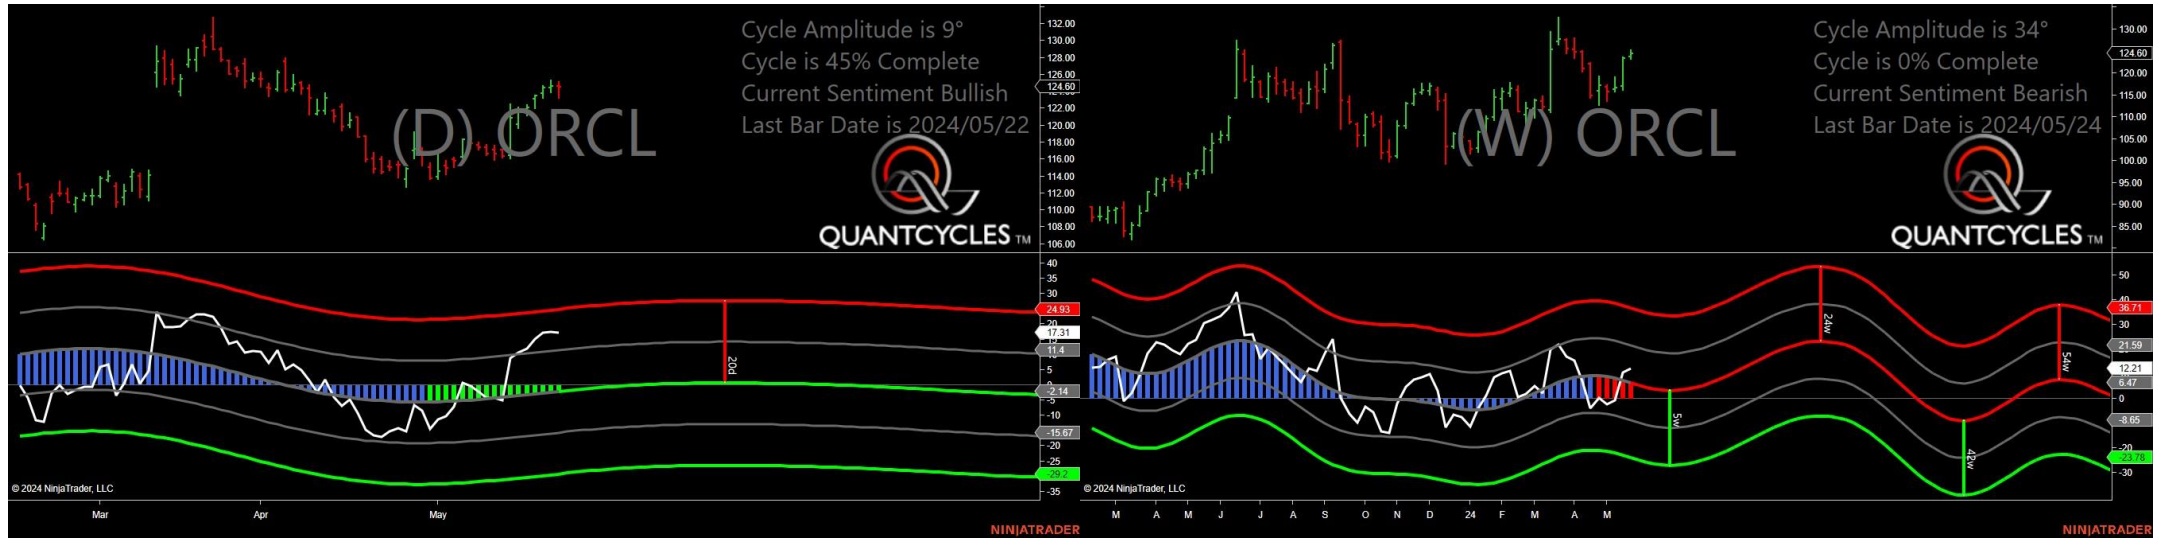 Cycle Amplitude is 9°
Cycle is 45% Complete
Current Sentiment Bullish
Last Bar Date is 2024/05/22
(D) ORCL
QUANTCYCLES TM
132.00
130.00
128.00
126.00
124.60
122.00
120.00
118.00
116.00
114.00
112.00
110.00
108.00
106.00
40
35
30
24.93
20
17.31
15
11.4
5
0
-2.14
-5
-10
-15.67
-20
-25
-29.2
-35
20d
© 2024 NinjaTrader, LLC
Mar
Apr
May
NINJATRADER
Cycle Amplitude is 34°
Cycle is 0% Complete
Current Sentiment Bearish
Last Bar Date is 2024/05/24
(W) ORCL
QUANTCYCLES TM
130.00
124.60
120.00
115.00
110.00
105.00
100.00
95.00
90.00
85.00
50
40
36.71
30
21.59
12.21
6.47
0
-8.65
-20
-23.78
-30
5w
24w
42w
54w
© 2024 NinjaTrader, LLC
M
A
M
J
J
A
S
O
N
D
24
F
M
A
M
NINJATRADER